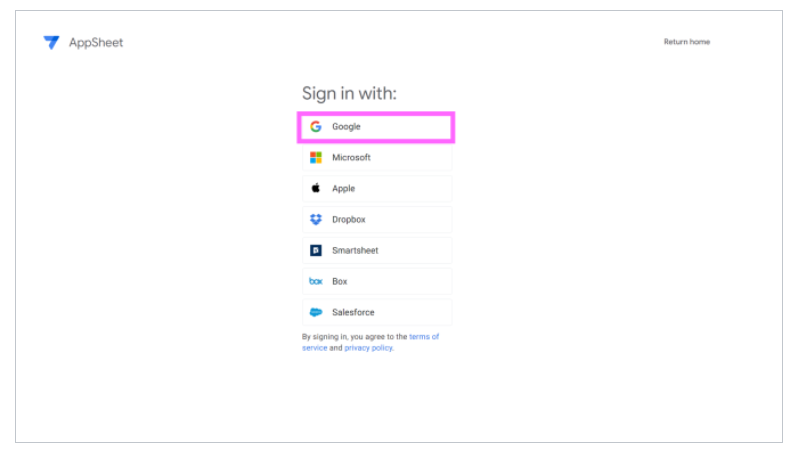 AppSheet
Return home
Sign in with:
Google
Microsoft
Apple
Dropbox
Smartsheet
box Box
Salesforce
By signing in, you agree to the terms of
service and privacy policy.